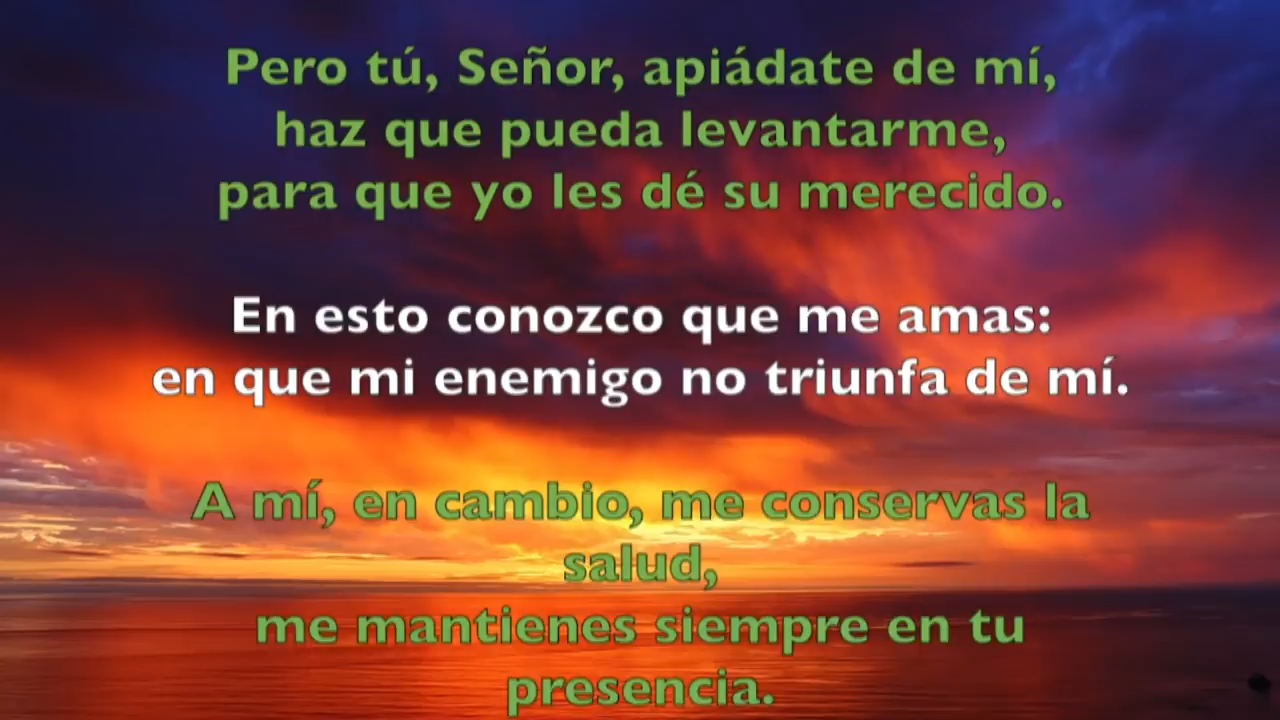 Pero tú, Señor, apiádate de mí,
haz que pueda levantarme,
para que yo les dé su merecido.
En esto conozco que me amas:
en que mi enemigo no triunfa de mí.
A mí, en cambio, me conservas la
salud,
me mantienes siempre en tu
presencia.